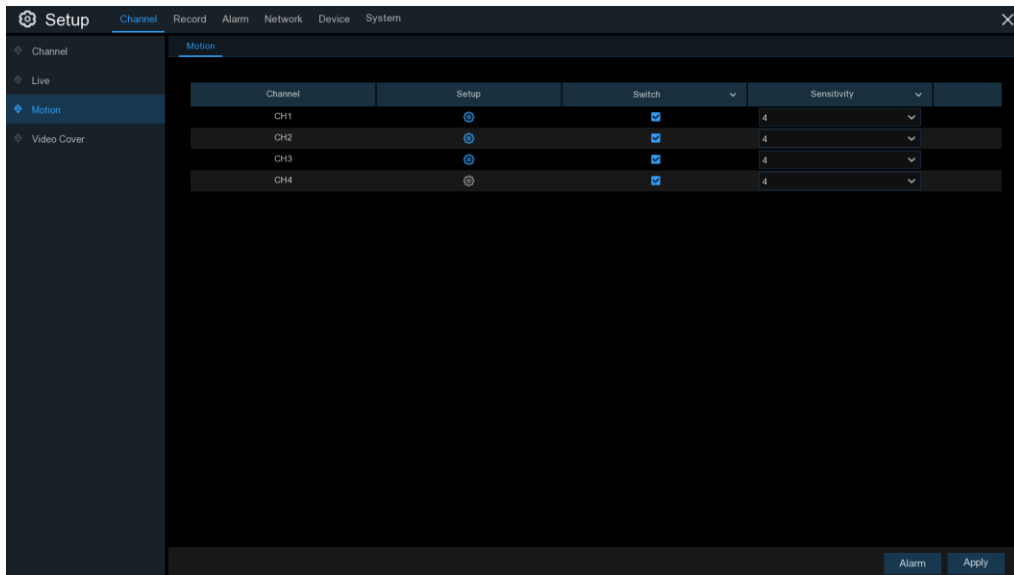 Setup Channel Record Alarm Network Device System
Channel
Live
Motion
Video Cover
Motion
Channel Setup Switch Sensitivity
CH1 4
CH2 4
CH3 4
CH4 4
Alarm Apply